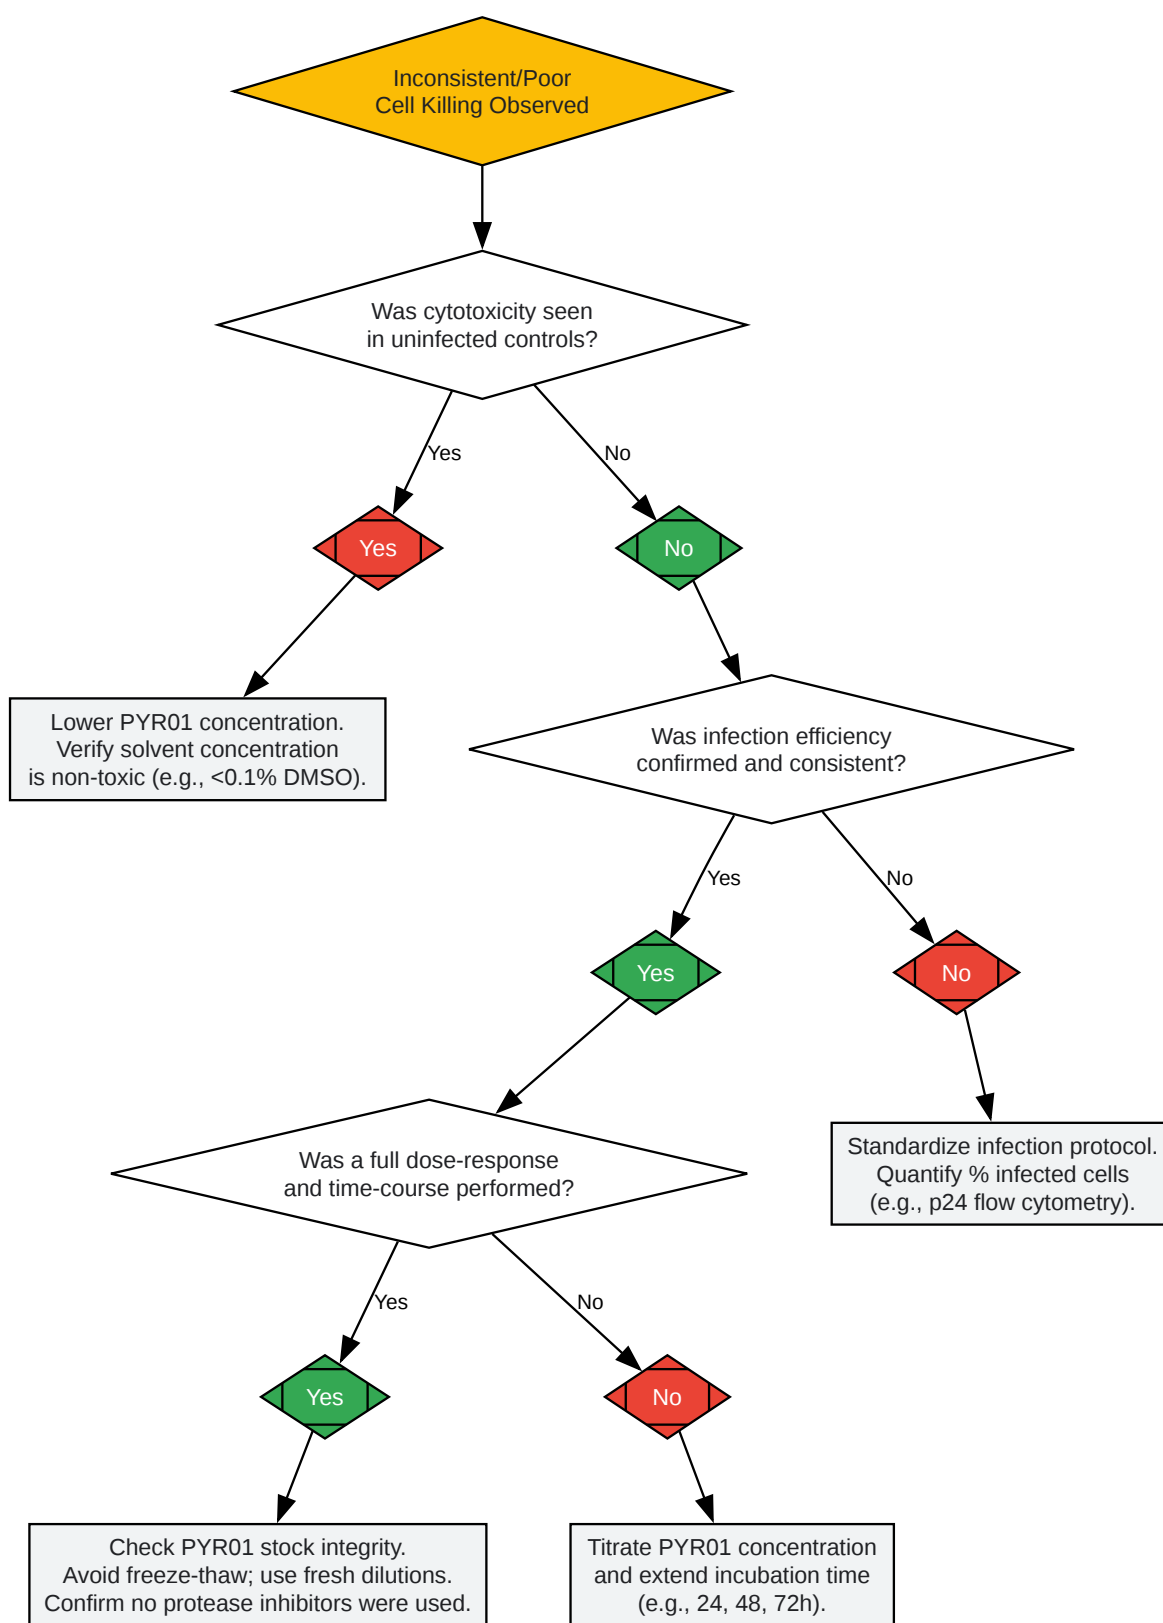 Inconsistent/Poor
Cell Killing Observed
Was cytotoxicity seen
in uninfected controls?
Yes
No
Yes
No
Lower PYR01 concentration.
Verify solvent concentration
is non-toxic (e.g., <0.1% DMSO).
Was infection efficiency
confirmed and consistent?
Yes
No
Yes
No
Standardize infection protocol.
Quantify % infected cells
(e.g., p24 flow cytometry).
Was a full dose-response
and time-course performed?
Yes
No
Yes
No
Check PYR01 stock integrity.
Avoid freeze-thaw; use fresh dilutions.
Confirm no protease inhibitors were used.
Titrate PYR01 concentration
and extend incubation time
(e.g., 24, 48, 72h).